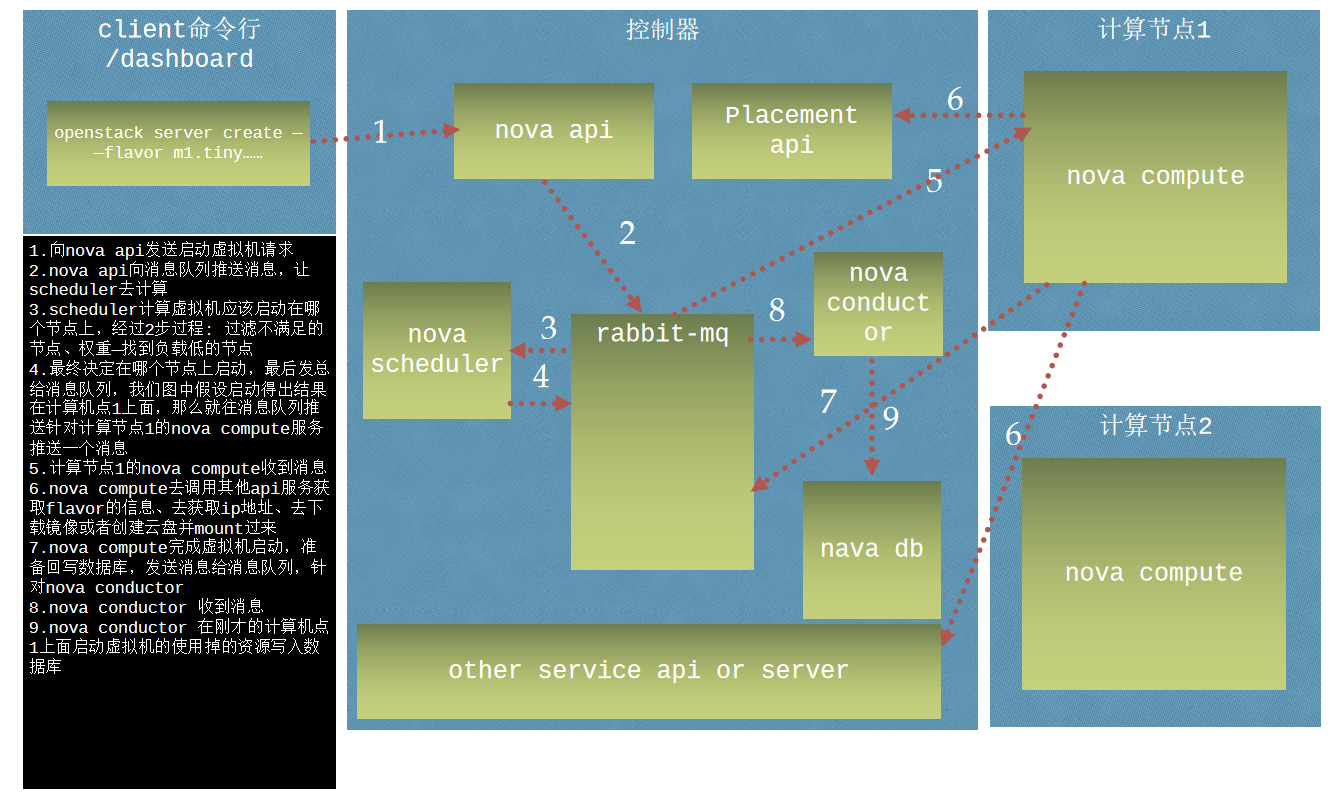 client命令行
/dashboard
openstack server create —
—flavor m1.tiny……
1.向nova api发送启动虚拟机请求
2.nova api向消息队列推送消息, 让
scheduler去计算
3.scheduler计算虚拟机应该启动在哪
个节点上，经过2步过程: 过滤不满足的
节点、权重—找到负载低的节点
4.最终决定在哪个节点上启动，最后发总
给消息队列，我们图中假设启动得出结果
在计算机点1上面，那么就往消息队列推
送针对计算节点1的nova compute服务
推送一个消息
5.计算节点1的nova compute收到消息
6.nova compute去调用其他api服务获
取flavor的信息、去获取ip地址、去下
载镜像或者创建云盘并mount过来
7.nova compute完成虚拟机启动，准
备回写数据库，发送消息给消息队列，针
对nova conductor
8.nova conductor 收到消息
9.nova conductor 在刚才的计算机点
1上面启动虚拟机的使用掉的资源写入数
据库
控制器
nova api
Placement
api
1
2
nova
scheduler
3
4
rabbit-mq
5
6
8
nova
conduct
or
7
9
nava db
other service api or server
计算节点1
nova compute
6
计算节点2
nova compute